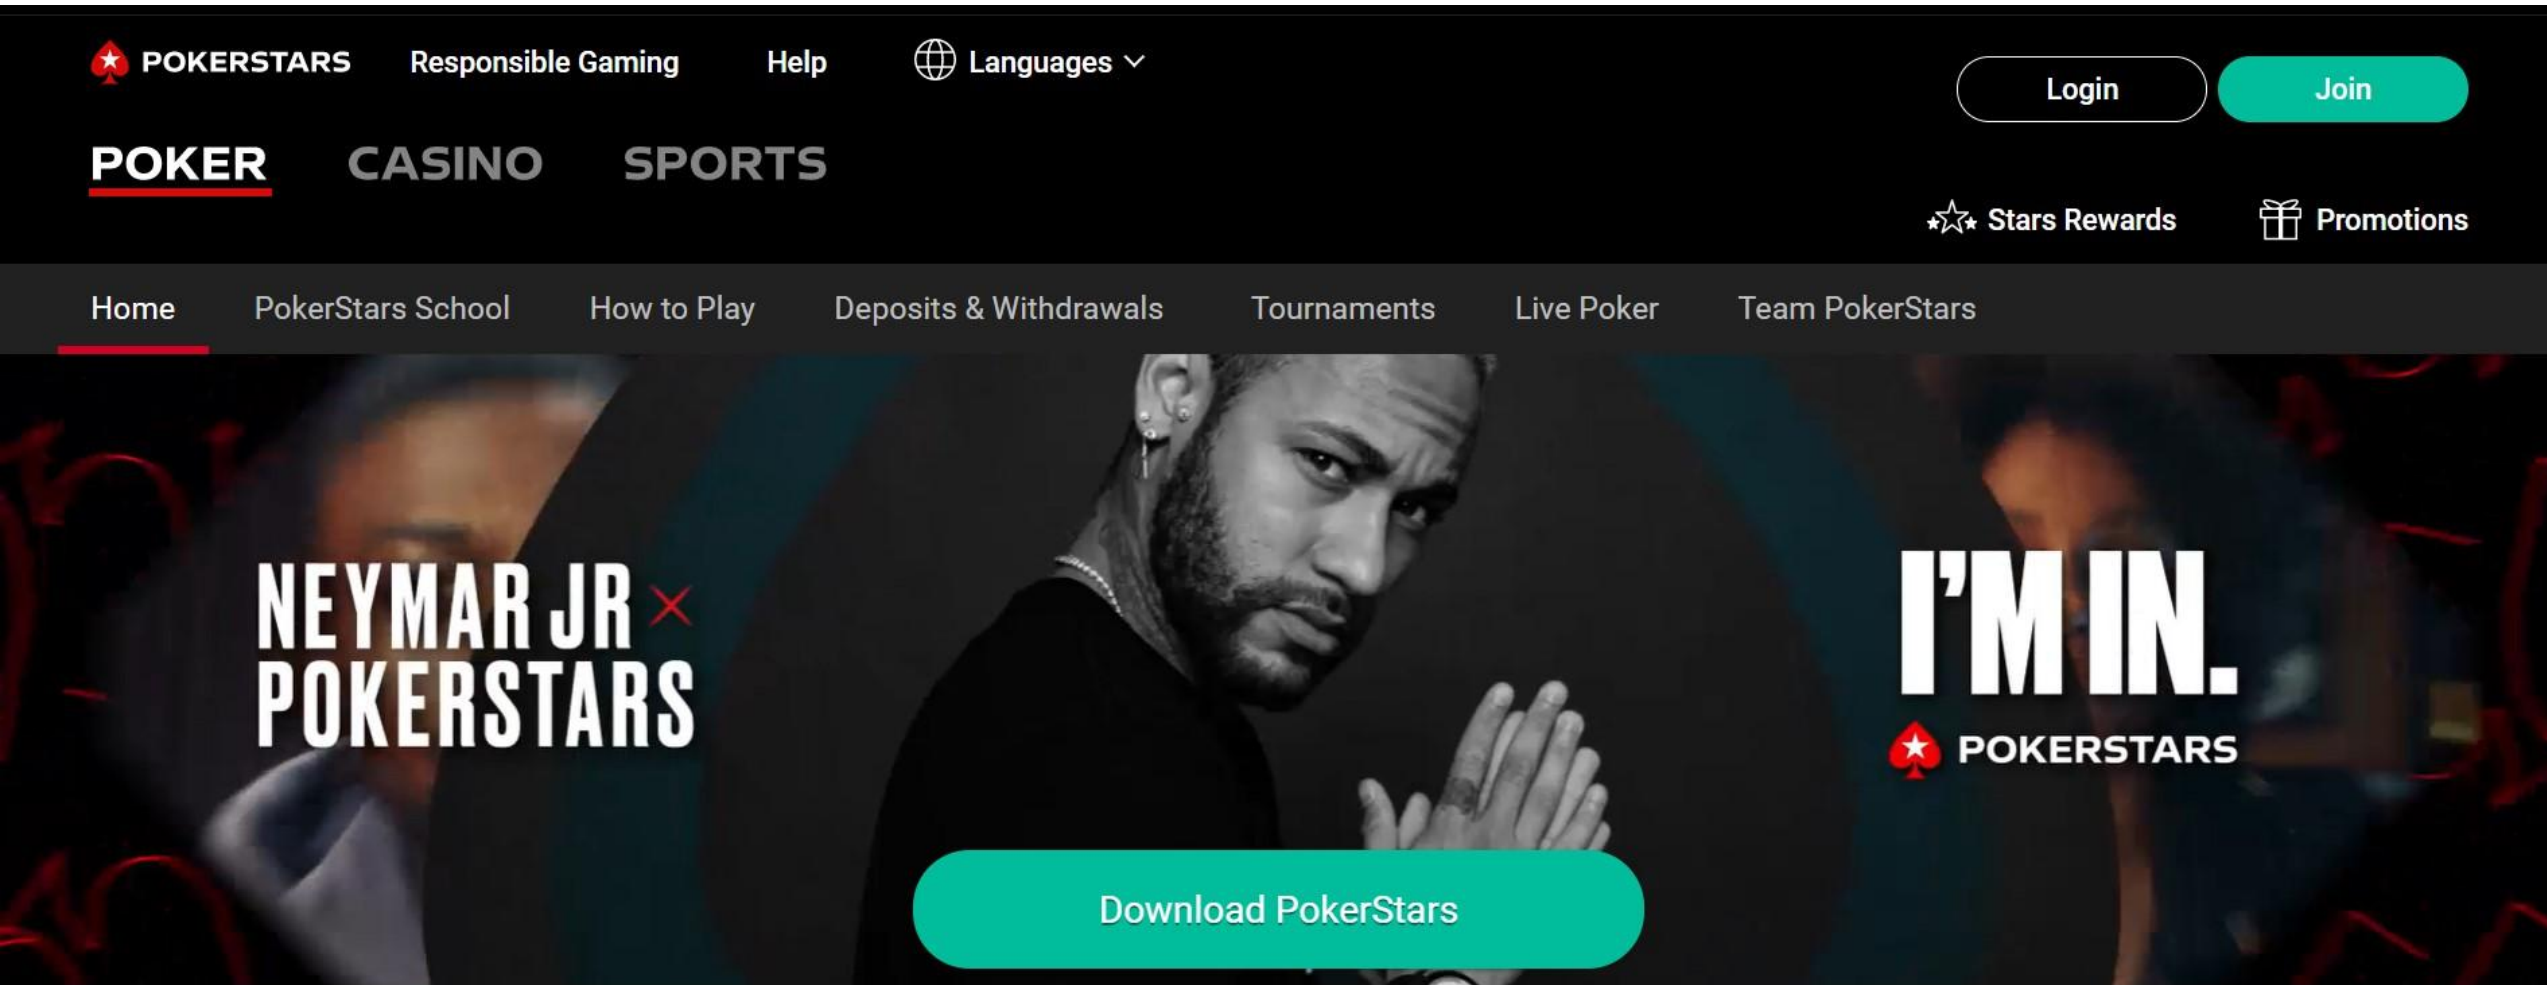 POKERSTARS Responsible Gaming Help Languages
Login Join
POKER CASINO SPORTS
Stars Rewards Promotions
Home PokerStars School How to Play Deposits & Withdrawals Tournaments Live Poker Team PokerStars
NEYMAR JR ×
POKERSTARS
I'M IN.
POKERSTARS
Download PokerStars